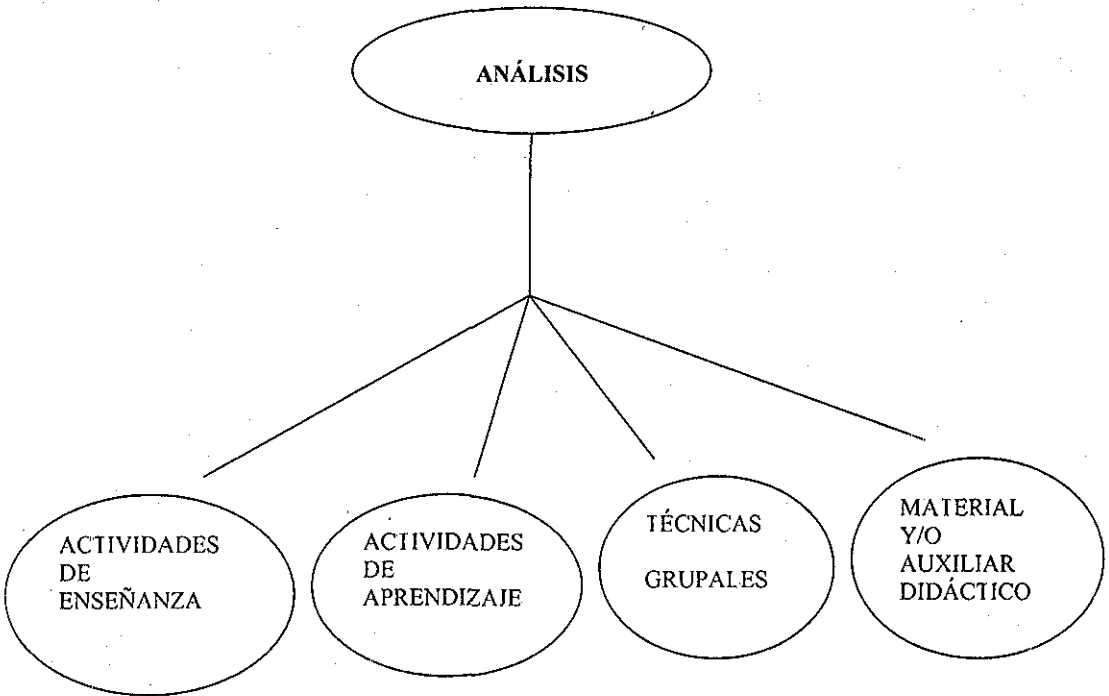 ANÁLISIS
ACTIVIDADES
DE
ENSEÑANZA
ACTIVIDADES
DE
APRENDIZAJE
TÉCNICAS
GRUPALES
MATERIAL
Y/O
AUXILIAR
DIDÁCTICO